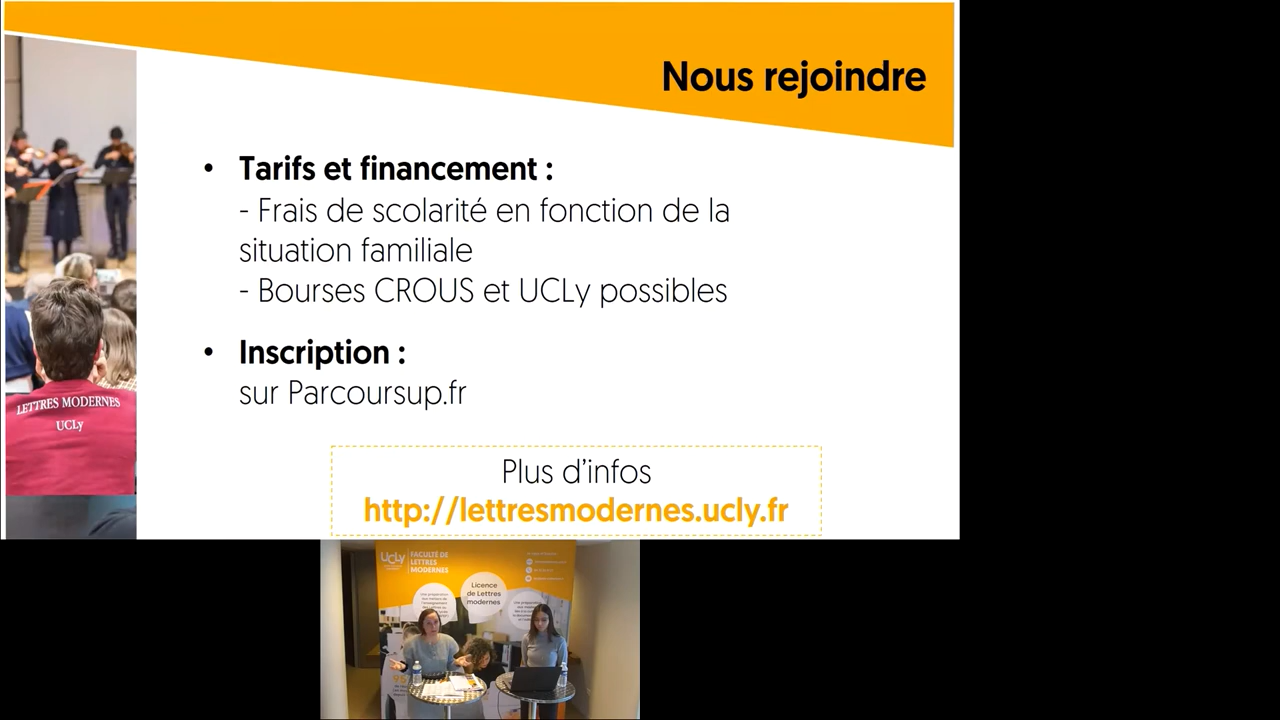 Nous rejoindre
• Tarifs et financement :
- Frais de scolarité en fonction de la
situation familiale
- Bourses CROUS et UCLy possibles
• Inscription :
sur Parcoursup.fr
Plus d’infos
http://lettresmodernes.ucly.fr
LETTRES MODERNES
UCLy
UCLy
FACULTÉ DE
LETTRES
MODERNES
Licence
de Lettres
modernes